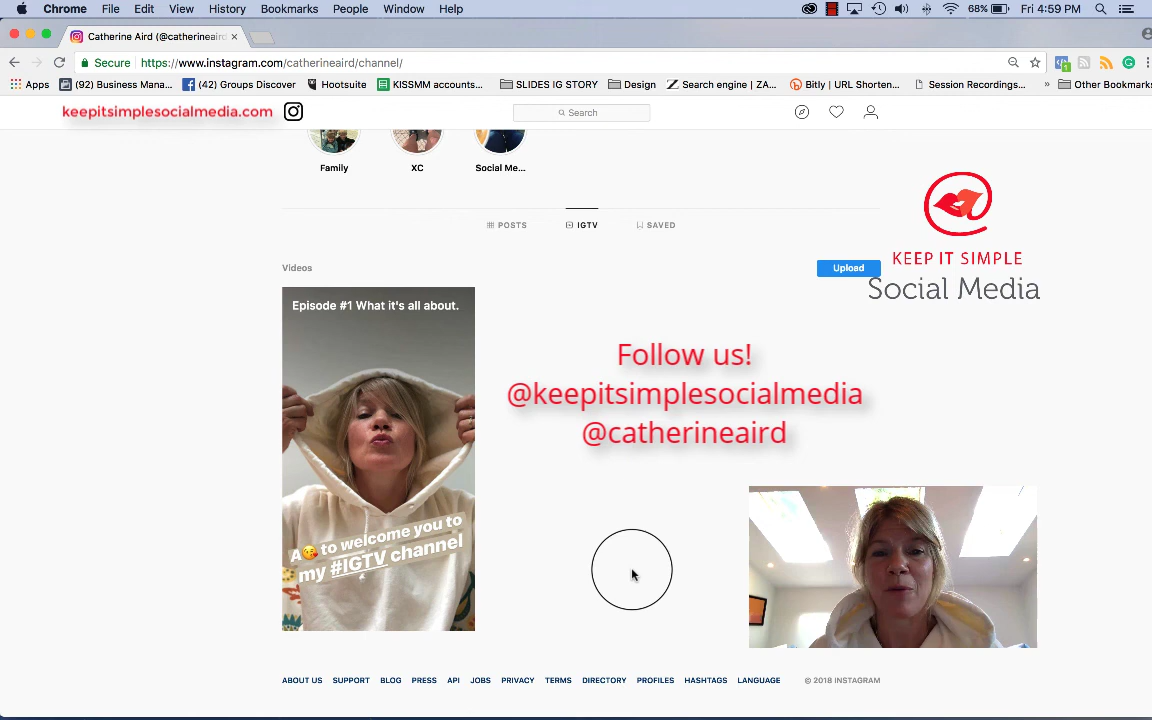 Chrome File Edit View History Bookmarks People Window Help 68% Fri 4:59 PM
Catherine Aird (@catherineaird
Secure https://www.instagram.com/catherineaird/channel/
Apps (92) Business Mana... (42) Groups Discover Hootsuite KISSMM accounts... SLIDES IG STORY Design Search engine | ZA... Bitly | URL Shorten... Session Recordings... » Other Bookmarks
keepitsimplesocialmedia.com Search
Family XC Social Me...
POSTS IGTV SAVED
Videos Upload
KEEP IT SIMPLE
Social Media
Episode #1 What it's all about.
Follow us!
@keepitsimplesocialmedia
@catherineaird
A😘 to welcome you to
my #IGTV channel
ABOUT US SUPPORT BLOG PRESS API JOBS PRIVACY TERMS DIRECTORY PROFILES HASHTAGS LANGUAGE © 2018 INSTAGRAM